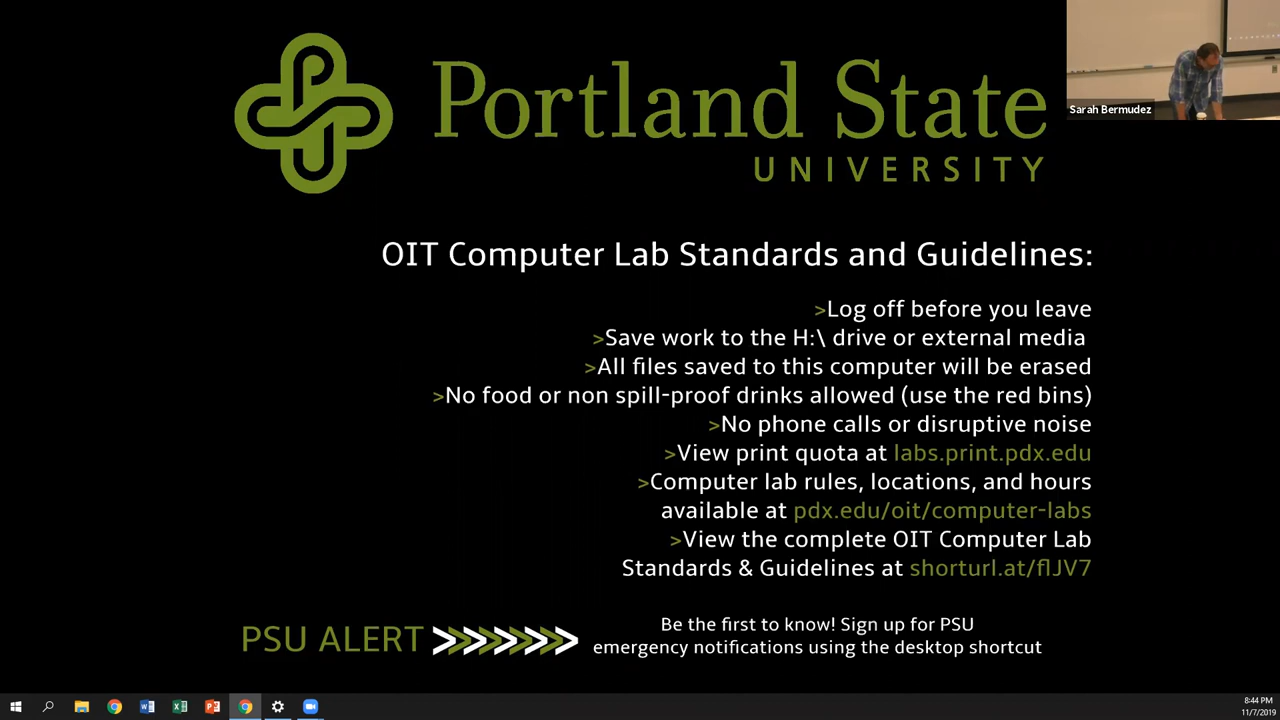 Portland State
UNIVERSITY
Sarah Bermudez
OIT Computer Lab Standards and Guidelines:
>Log off before you leave
>Save work to the H:\ drive or external media
>All files saved to this computer will be erased
>No food or non spill-proof drinks allowed (use the red bins)
>No phone calls or disruptive noise
>View print quota at labs.print.pdx.edu
>Computer lab rules, locations, and hours
available at pdx.edu/oit/computer-labs
>View the complete OIT Computer Lab
Standards & Guidelines at shorturl.at/flJV7
PSU ALERT
Be the first to know! Sign up for PSU
emergency notifications using the desktop shortcut
8:44 PM
11/7/2019